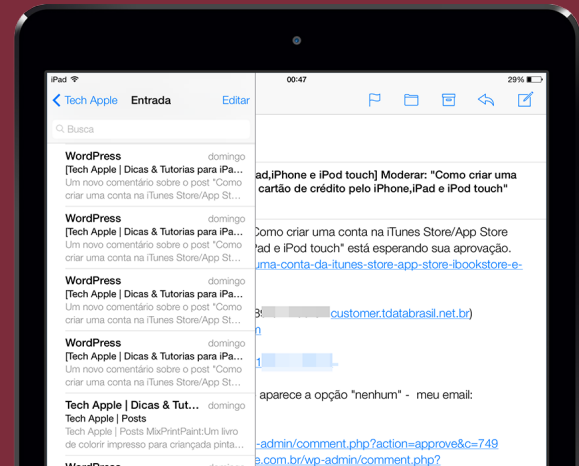 iPad 00:47 29%
Tech Apple Entrada Editar
Busca
WordPress domingo
[Tech Apple | Dicas & Tutorias para iPa...
Um novo comentário sobre o post "Como
criar uma conta na iTunes Store/App St...
WordPress domingo
[Tech Apple | Dicas & Tutorias para iPa...
Um novo comentário sobre o post "Como
criar uma conta na iTunes Store/App St...
WordPress domingo
[Tech Apple | Dicas & Tutorias para iPa...
Um novo comentário sobre o post "Como
criar uma conta na iTunes Store/App St...
WordPress domingo
[Tech Apple | Dicas & Tutorias para iPa...
Um novo comentário sobre o post "Como
criar uma conta na iTunes Store/App St...
Tech Apple | Dicas & Tut... domingo
Tech Apple | Posts
Tech Apple | Posts MixPrintPaint:Um livro
de colorir impresso para criançada pinta...
WordPress domingo
ad,iPhone e iPod touch] Moderar: "Como criar uma
cartão de crédito pelo iPhone,iPad e iPod touch"
Como criar uma conta na iTunes Store/App Store
Pad e iPod touch" está esperando sua aprovação.
uma-conta-da-itunes-store-app-store-ibookstore-e-
customer.tdatabrasil.net.br)
aparece a opção "nenhum" - meu email:
-admin/comment.php?action=approve&c=749
e.com.br/wp-admin/comment.php?